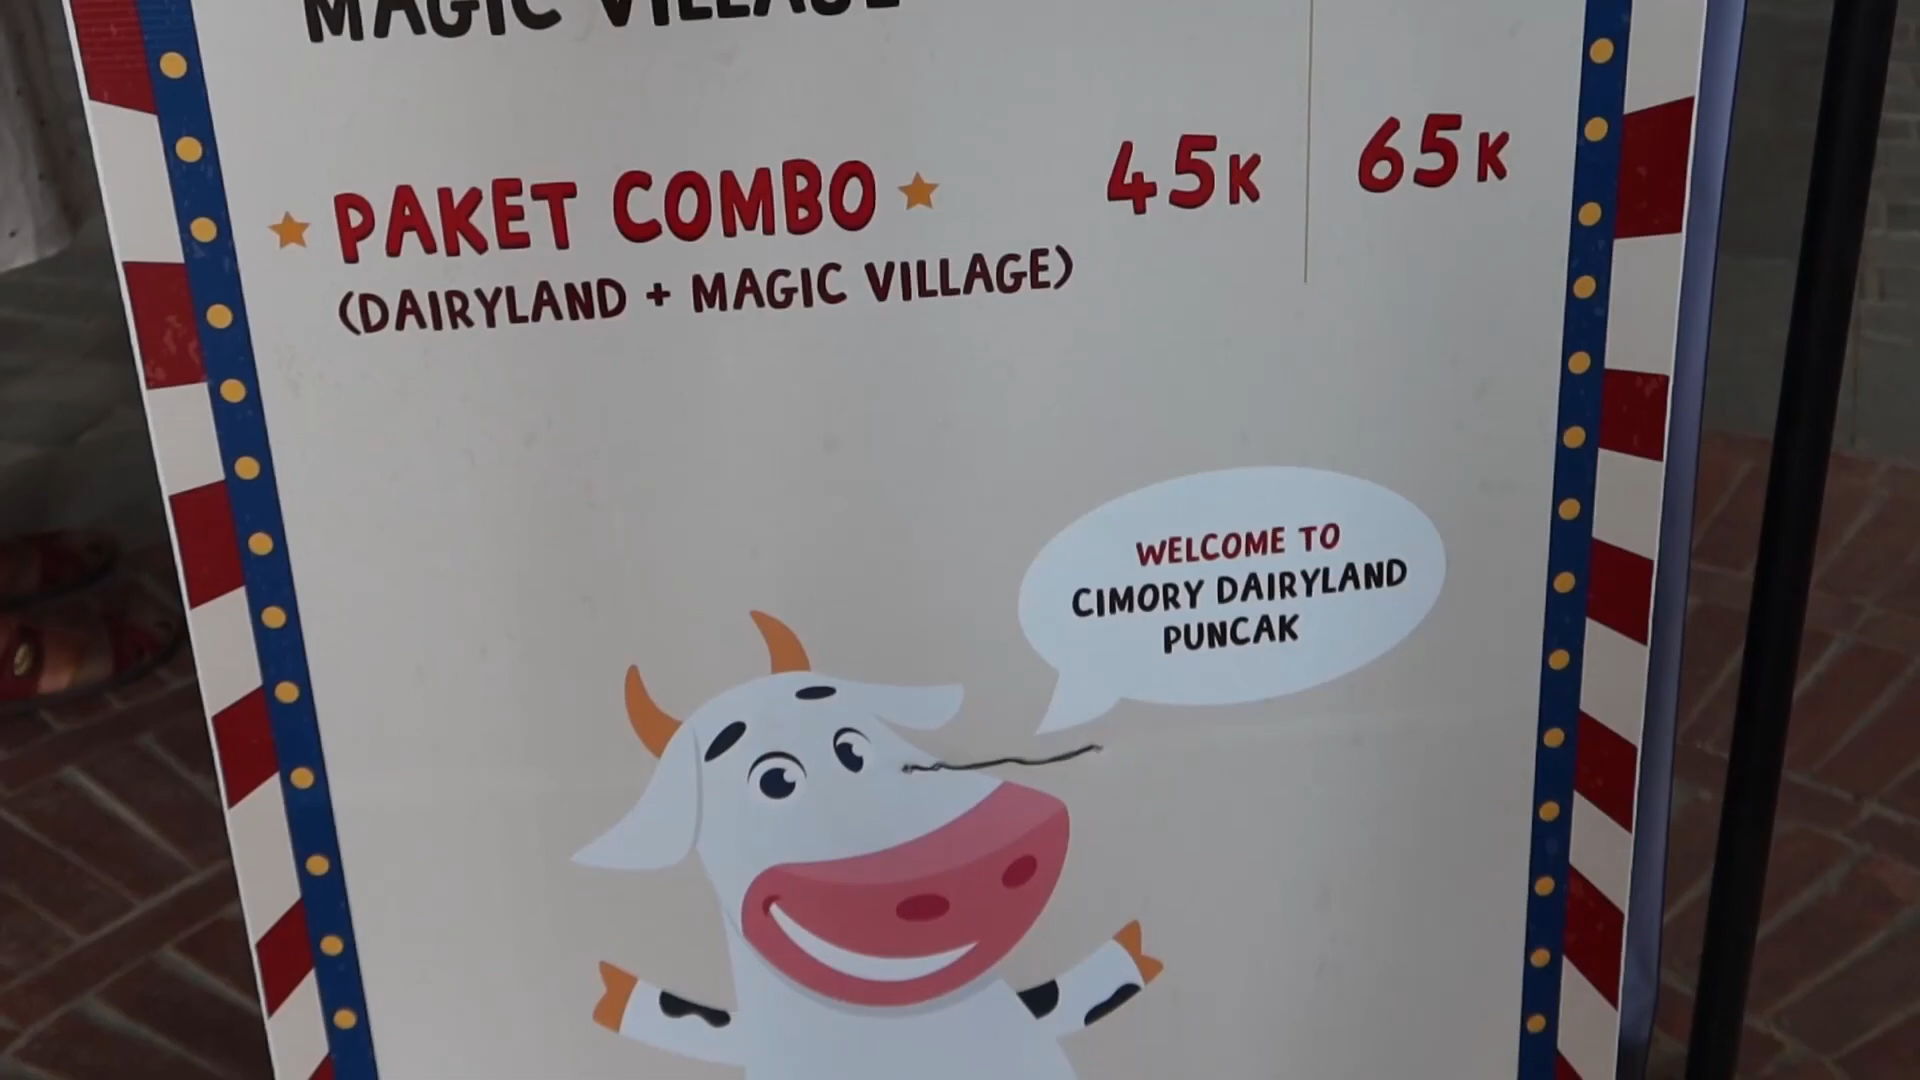 MAGIC VILLAGE
PAKET COMBO 45K 65K
(DAIRYLAND + MAGIC VILLAGE)
WELCOME TO
CIMORY DAIRYLAND
PUNCAK